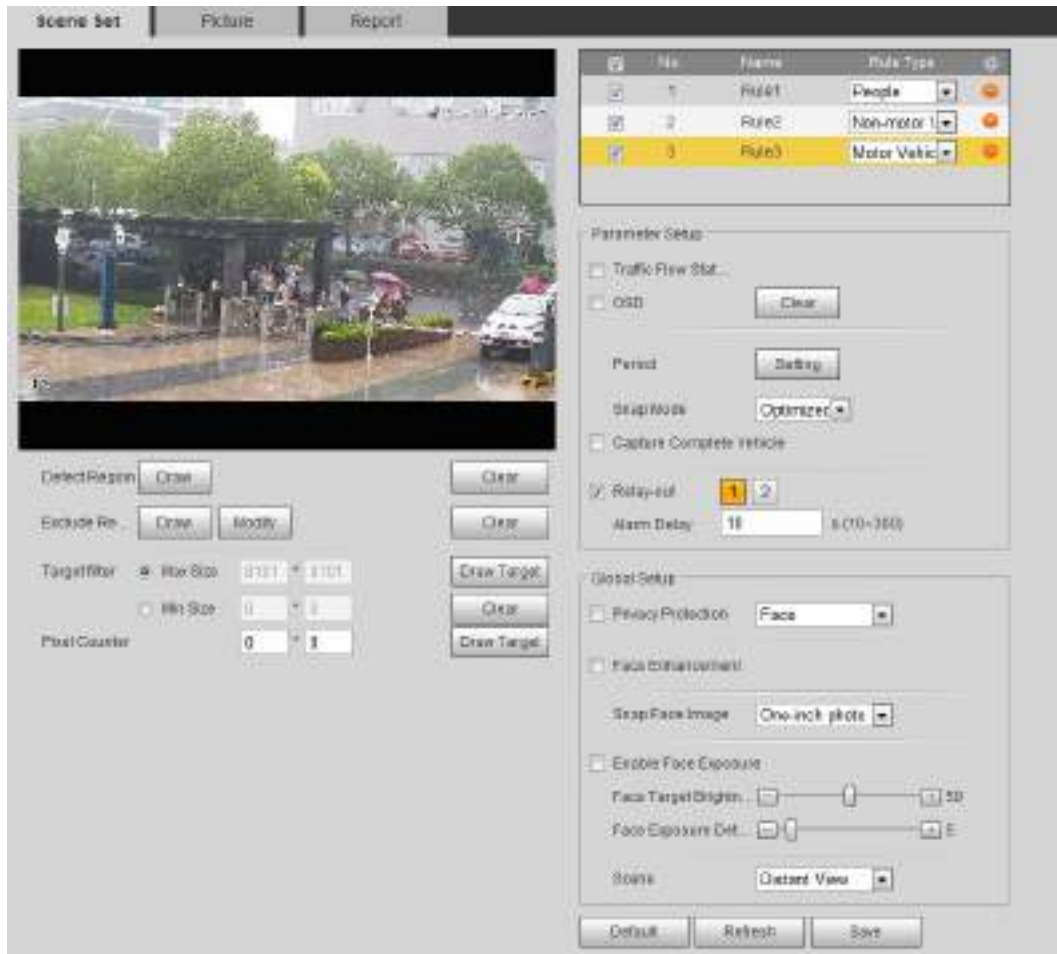 Scene Set Picture Report
No. Name Rule Type
1 Rule1 People
2 Rule2 Non-motor
3 Rule3 Motor Vehic
Parameter Setup
Traffic Flow Stat...
OSD Clear
Period Setting
Snap Mode Optimized
Capture Complete Vehicle
Relay-out 1 2
Alarm Delay 10 s (10~300)
Detect Region Draw Clear
Exclude Re... Draw Modify Clear
Target filter Max Size 8191 * 8191 Draw Target
Min Size 0 * 0 Clear
Pixel Counter 0 * 0 Draw Target
Global Setup
Privacy Protection Face
Face Enhancement
Snap Face Image One-inch photo
Enable Face Exposure
Face Target Brightn... 50
Face Exposure Det...
Scene Distant View
Default Refresh Save